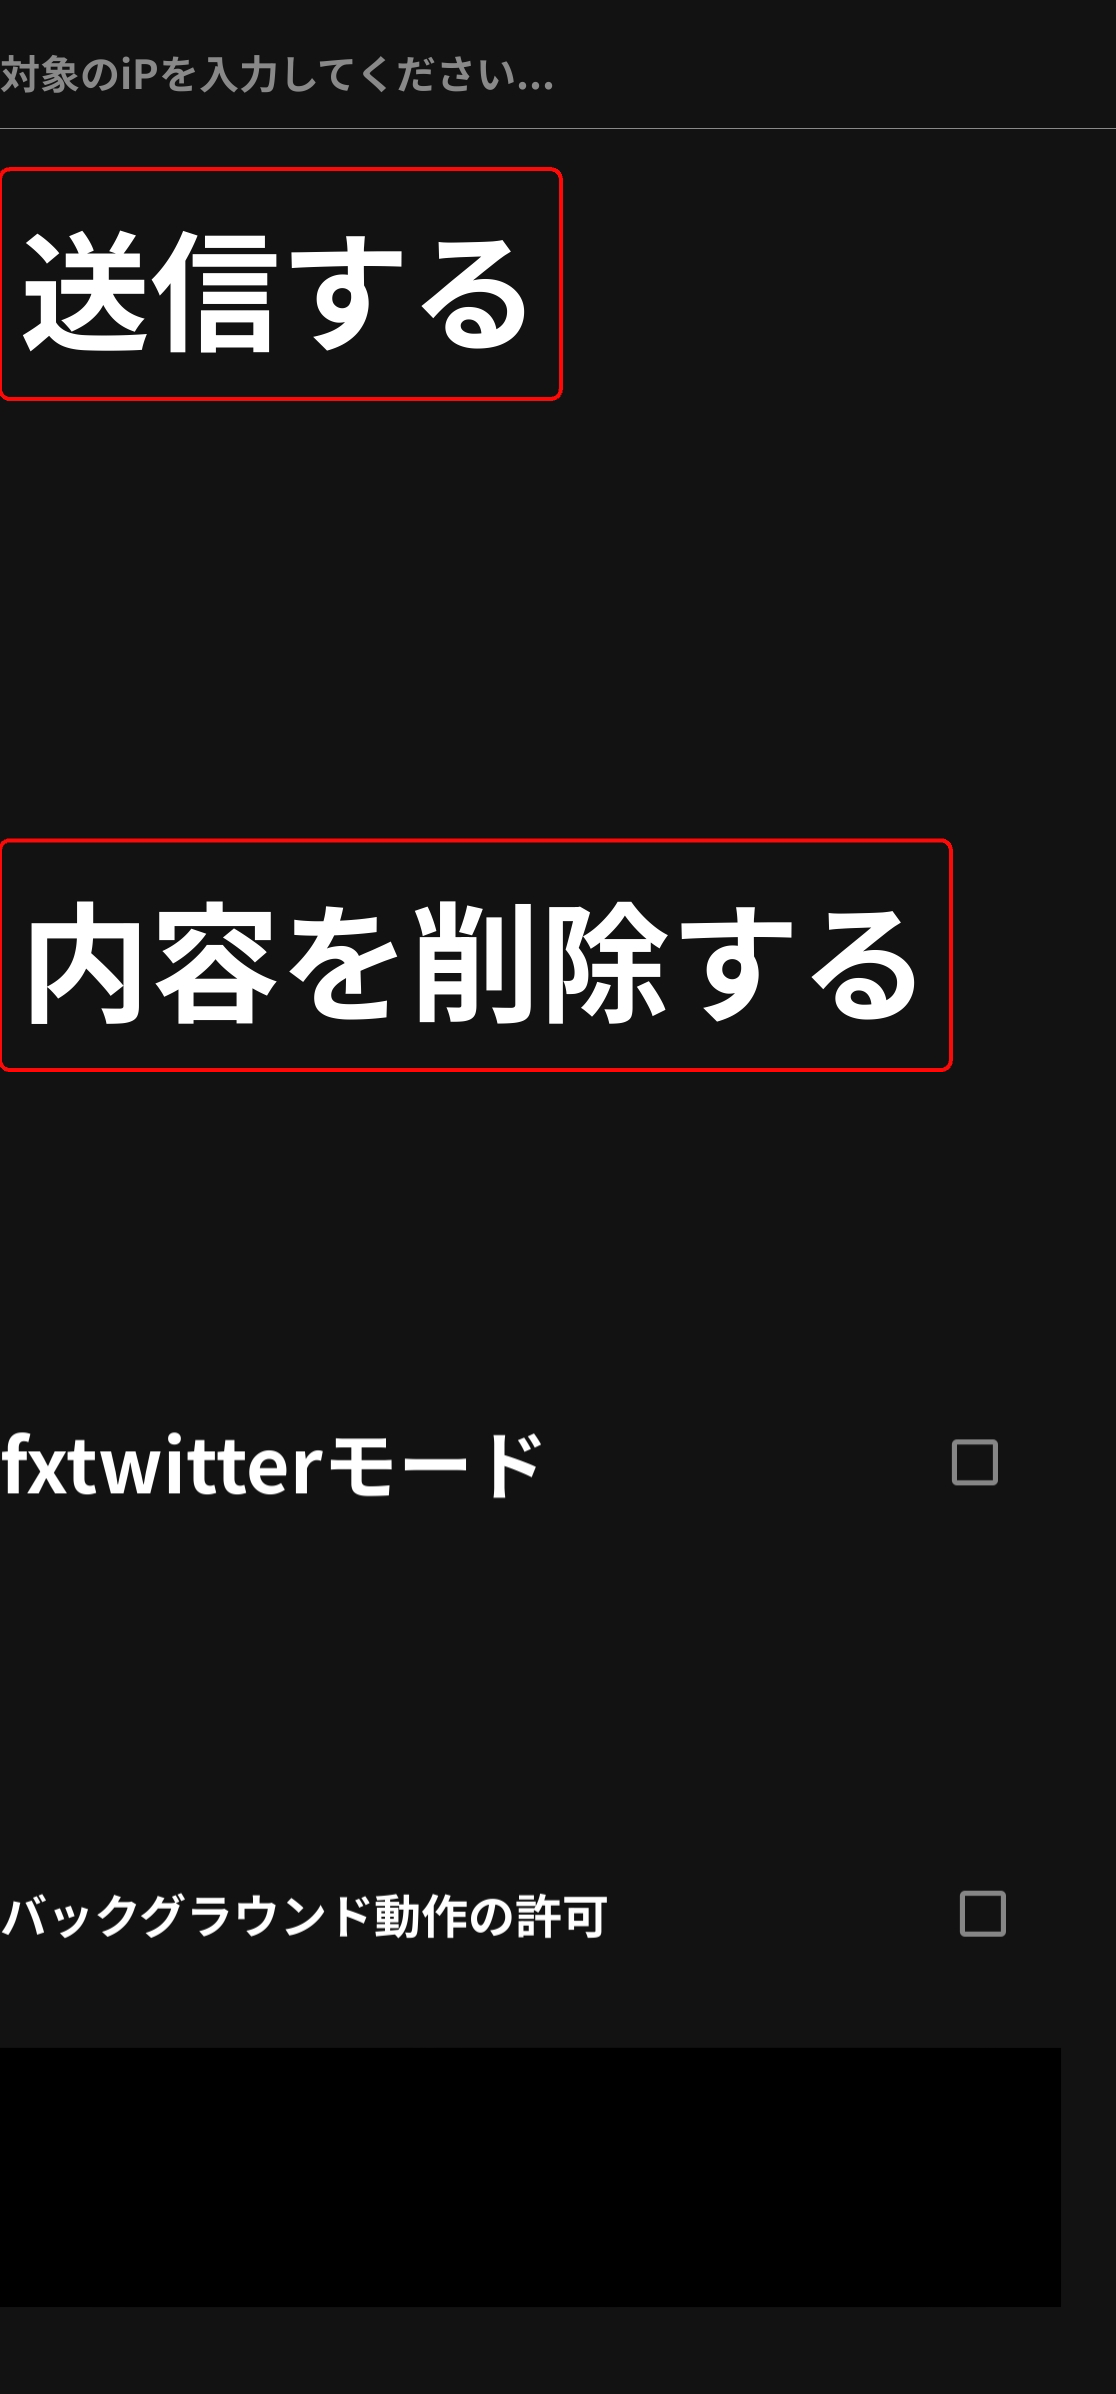 対象のiPを入力してください...
送信する
内容を削除する
fxtwitterモード
バックグラウンド動作の許可